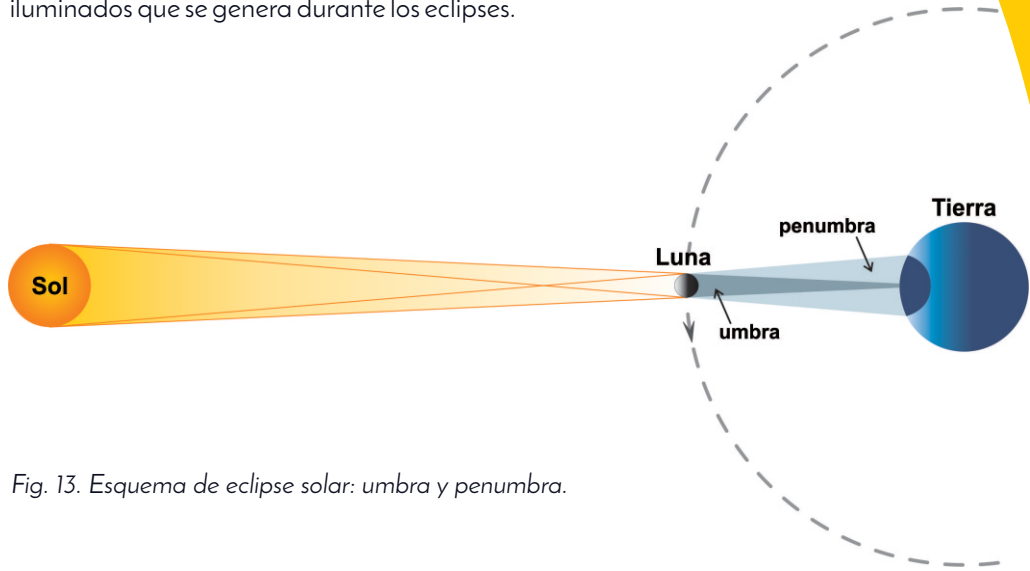 iluminados que se genera durante los eclipses.
Tierra
penumbra
Luna
Sol
umbra
Fig. 13. Esquema de eclipse solar: umbra y penumbra.